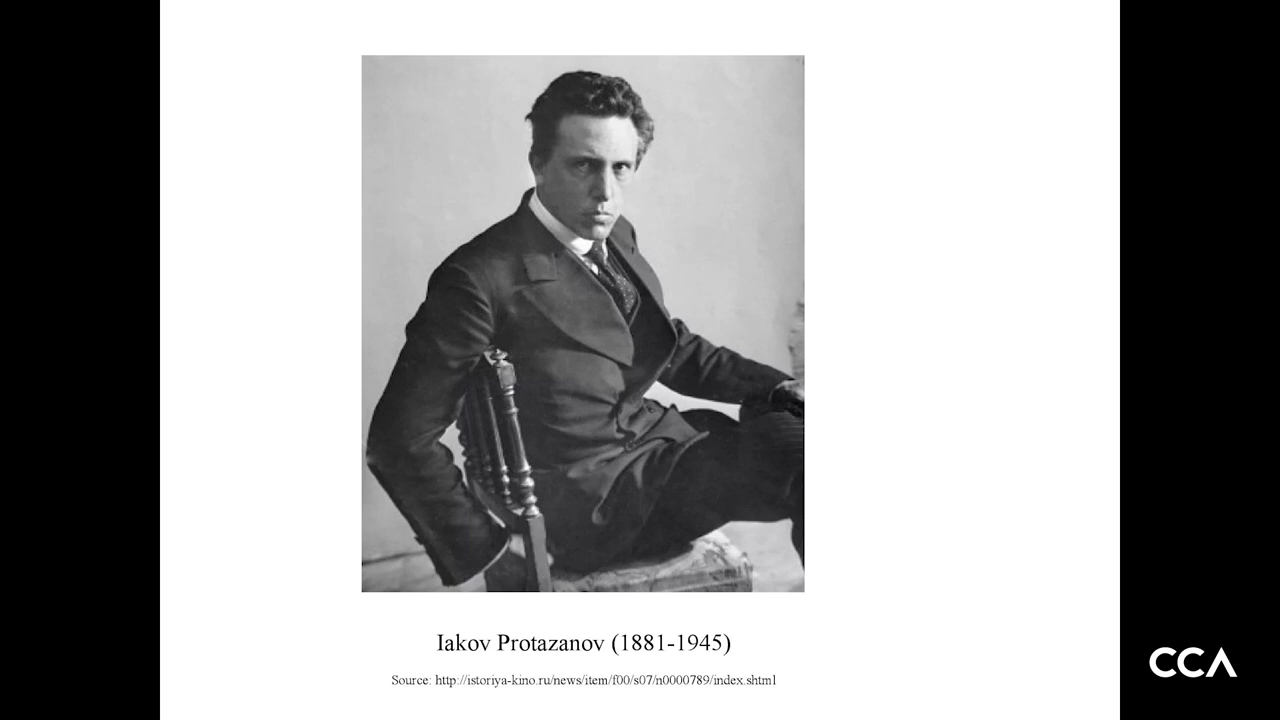 Iakov Protazanov (1881-1945)
Source: http://istoriya-kino.ru/news/item/f00/s07/n0000789/index.shtml
CCA